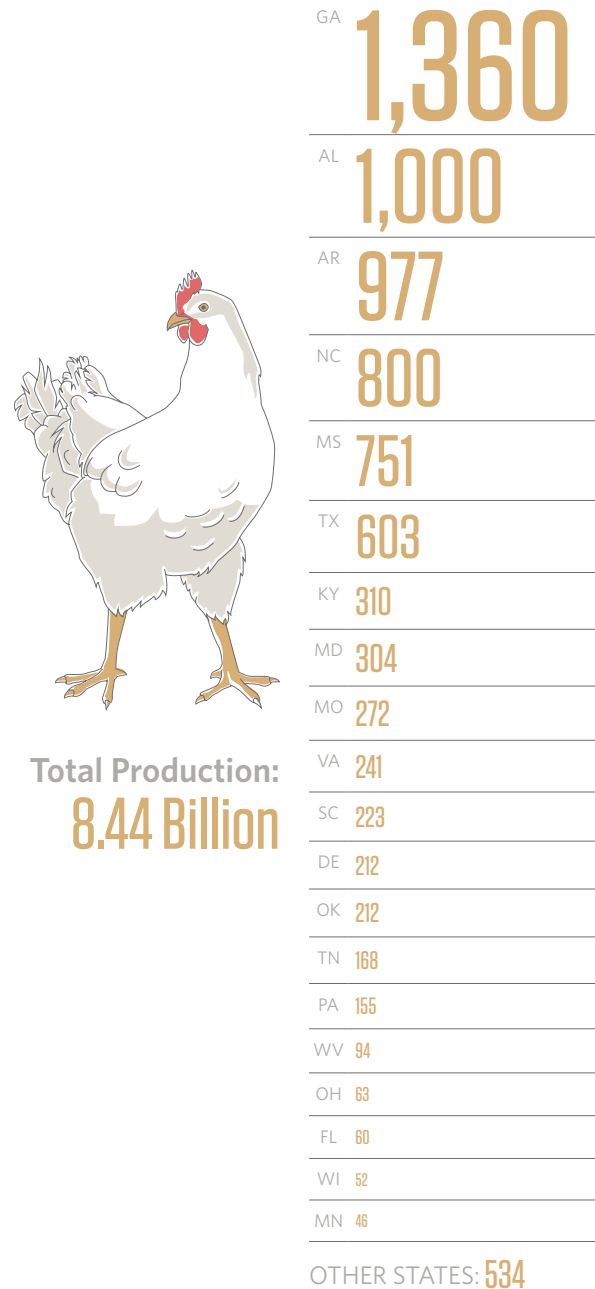 GA 1,360
AL 1,000
AR 977
NC 800
MS 751
TX 603
KY 310
MD 304
MO 272
VA 241
SC 223
DE 212
OK 212
TN 168
PA 155
WV 94
OH 63
FL 60
WI 52
MN 46
OTHER STATES: 534
Total Production:
8.44 Billion